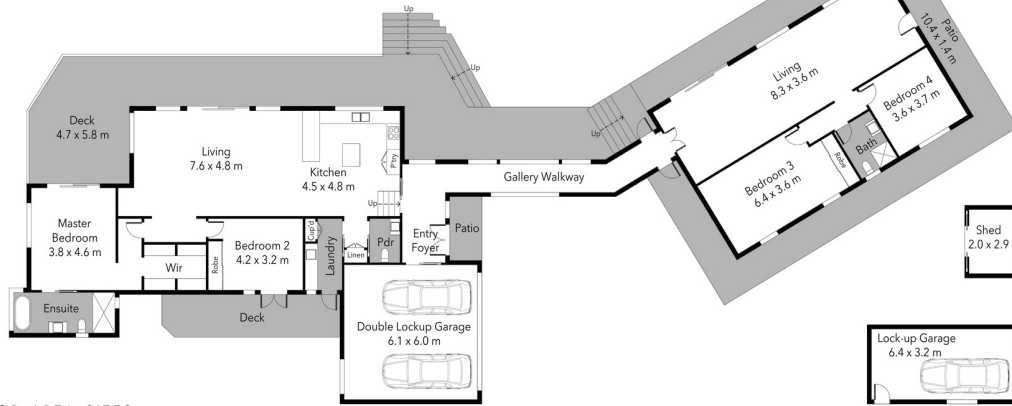 Up
Up
Up
Patio
10.4 x 1.4 m
Living
8.3 x 3.6 m
Bedroom 4
3.6 x 3.7 m
Bath
Robe
Bedroom 3
6.4 x 3.6 m
Deck
4.7 x 5.8 m
Living
7.6 x 4.8 m
Kitchen
4.5 x 4.8 m
P'try
Up
Gallery Walkway
Master
Bedroom
3.8 x 4.6 m
Wir
Robe
Bedroom 2
4.2 x 3.2 m
Cup'd
Laundry
Linen
Pdr
Entry
Foyer
Patio
Shed
2.0 x 2.9
Ensuite
Deck
Double Lockup Garage
6.1 x 6.0 m
Lock-up Garage
6.4 x 3.2 m